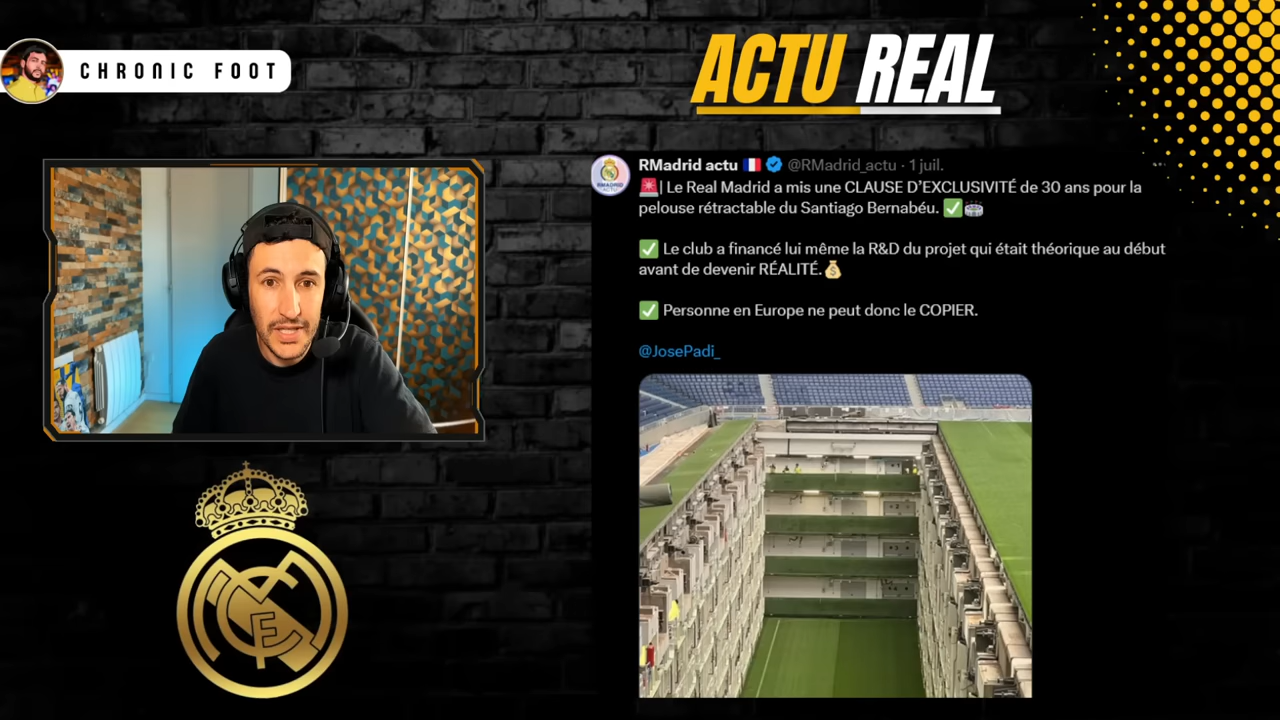 CHRONIC FOOT
ACTU REAL
RMadrid actu 🇫🇷 @RMadrid_actu · 1 juil.
🚨| Le Real Madrid a mis une CLAUSE D'EXCLUSIVITÉ de 30 ans pour la
pelouse rétractable du Santiago Bernabéu. ✅🏟️
✅ Le club a financé lui même la R&D du projet qui était théorique au début
avant de devenir RÉALITÉ.💰
✅ Personne en Europe ne peut donc le COPIER.
@JosePadi_